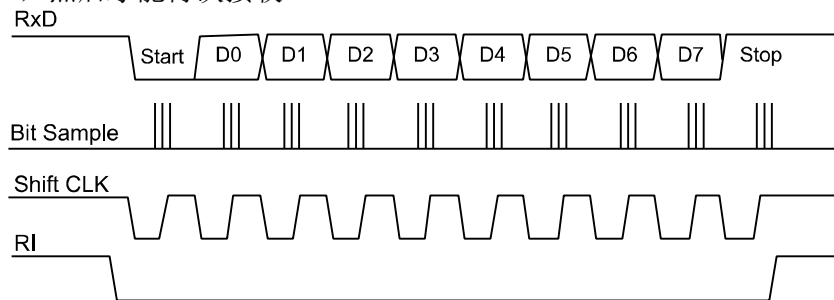 RxD
Start D0 D1 D2 D3 D4 D5 D6 D7 Stop
Bit Sample
Shift CLK
RI